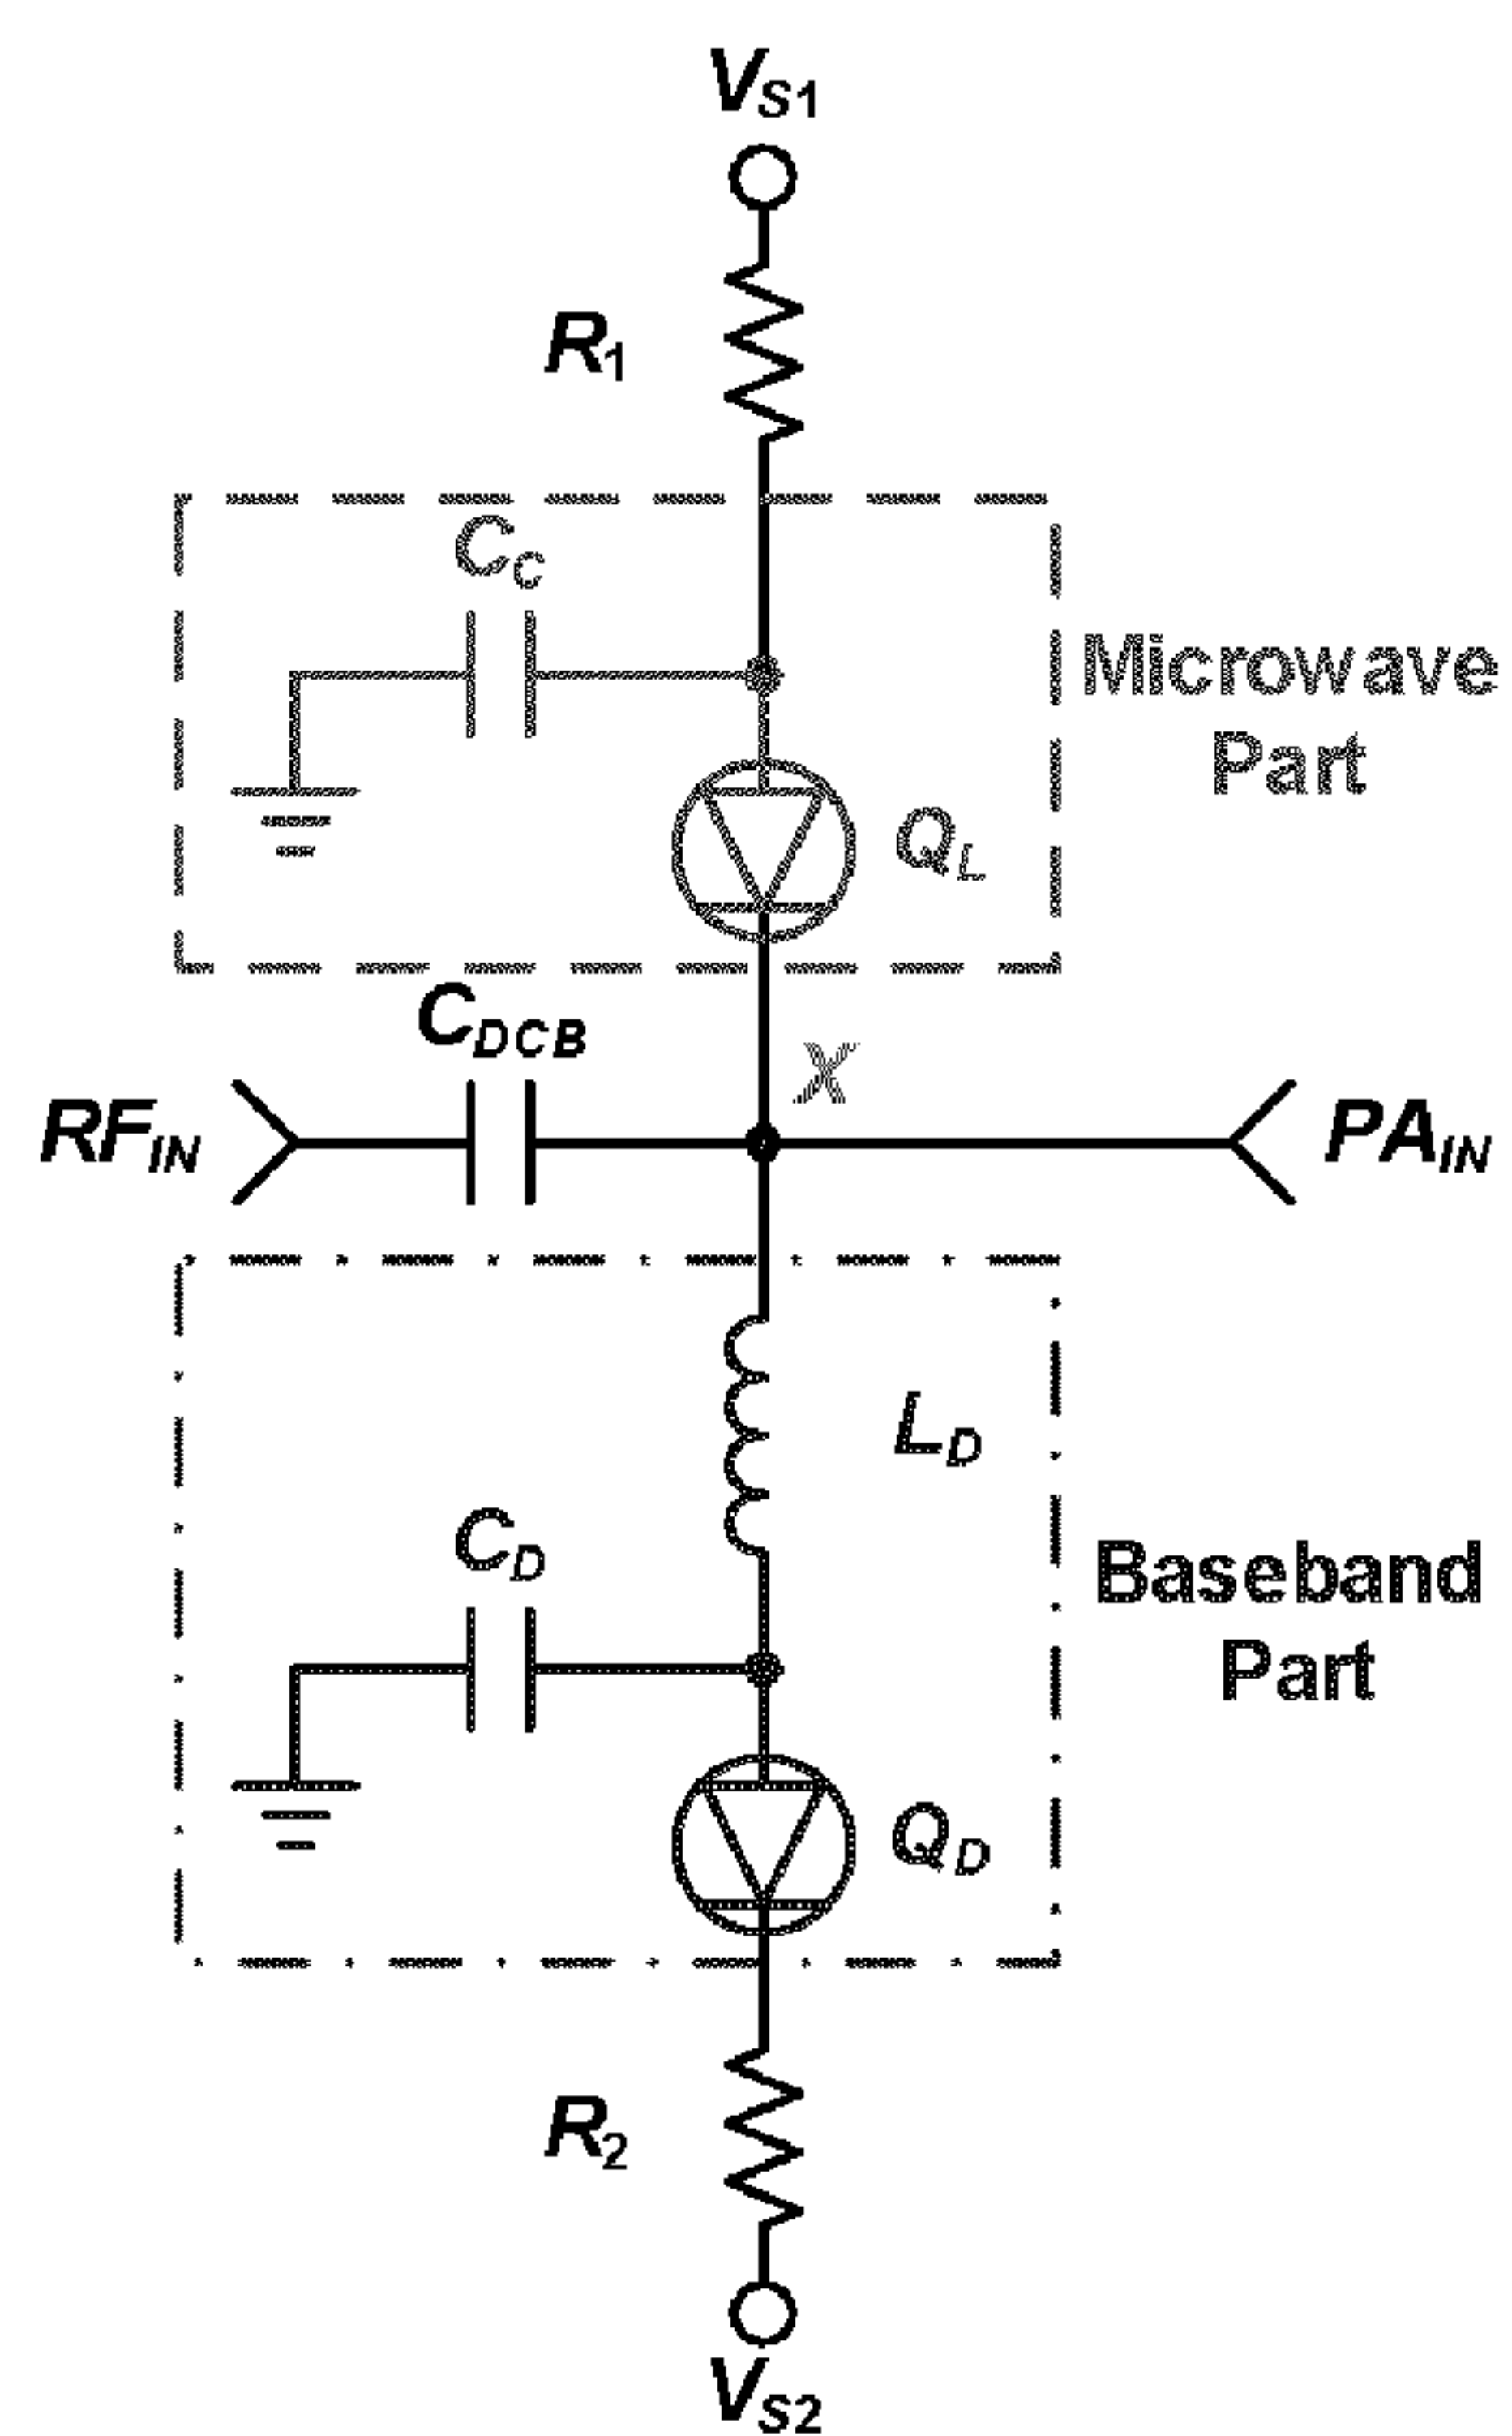 VS1
R1
CC
Microwave
Part
QL
CDCB
X
RFIN
PAIN
LD
CD
Baseband
Part
QD
R2
VS2